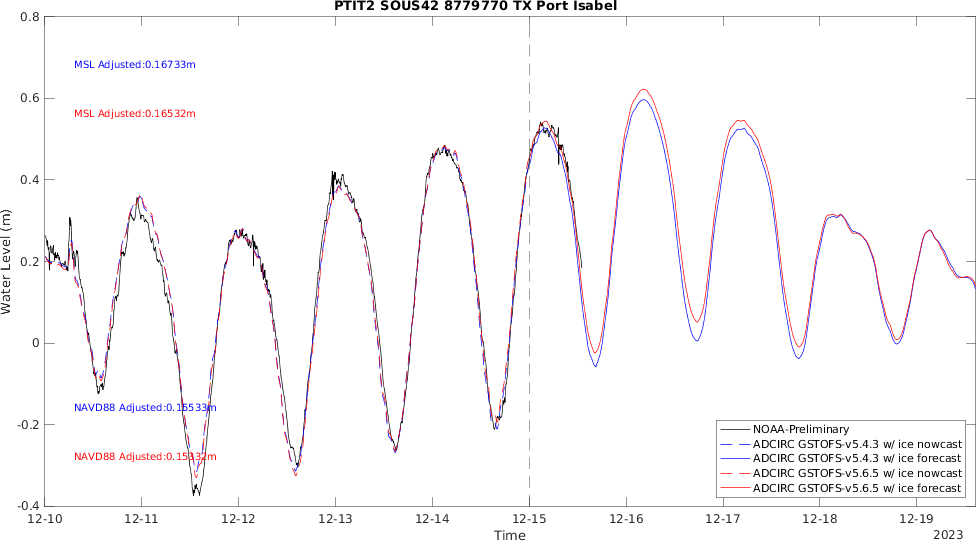 PTIT2 SOUS42 8779770 TX Port Isabel
Water Level (m)
0.8
0.6
0.4
0.2
0
-0.2
-0.4
MSL Adjusted:0.16733m
MSL Adjusted:0.16532m
NAVD88 Adjusted:0.15533m
NAVD88 Adjusted:0.15332m
NOAA-Preliminary
ADCIRC GSTOFS-v5.4.3 w/ ice nowcast
ADCIRC GSTOFS-v5.4.3 w/ ice forecast
ADCIRC GSTOFS-v5.6.5 w/ ice nowcast
ADCIRC GSTOFS-v5.6.5 w/ ice forecast
12-10 12-11 12-12 12-13 12-14 12-15 12-16 12-17 12-18 12-19
Time
2023